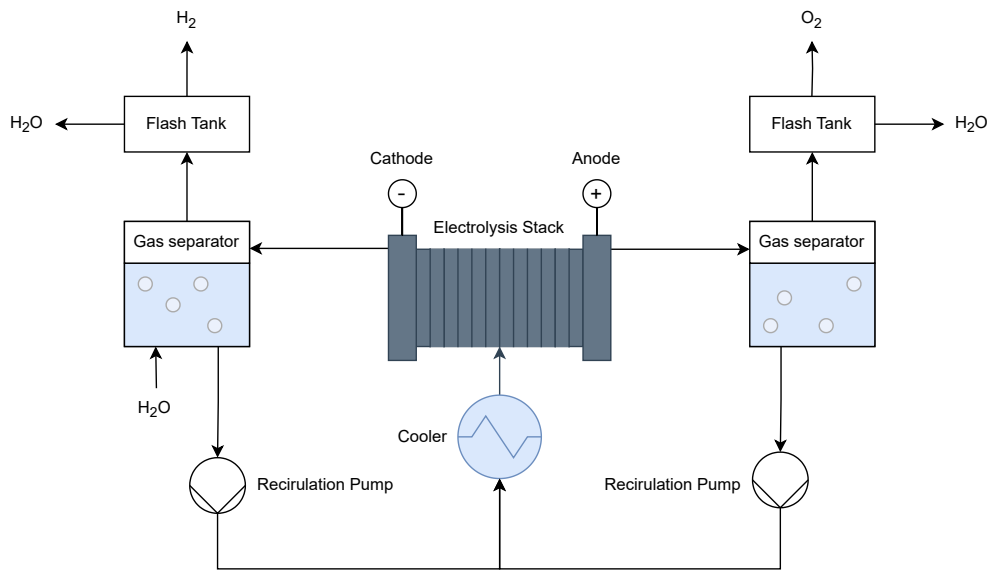 H₂
O₂
H₂O
Flash Tank
Flash Tank
H₂O
Cathode
Anode
-
+
Electrolysis Stack
Gas separator
Gas separator
H₂O
Cooler
Recirulation Pump
Recirulation Pump